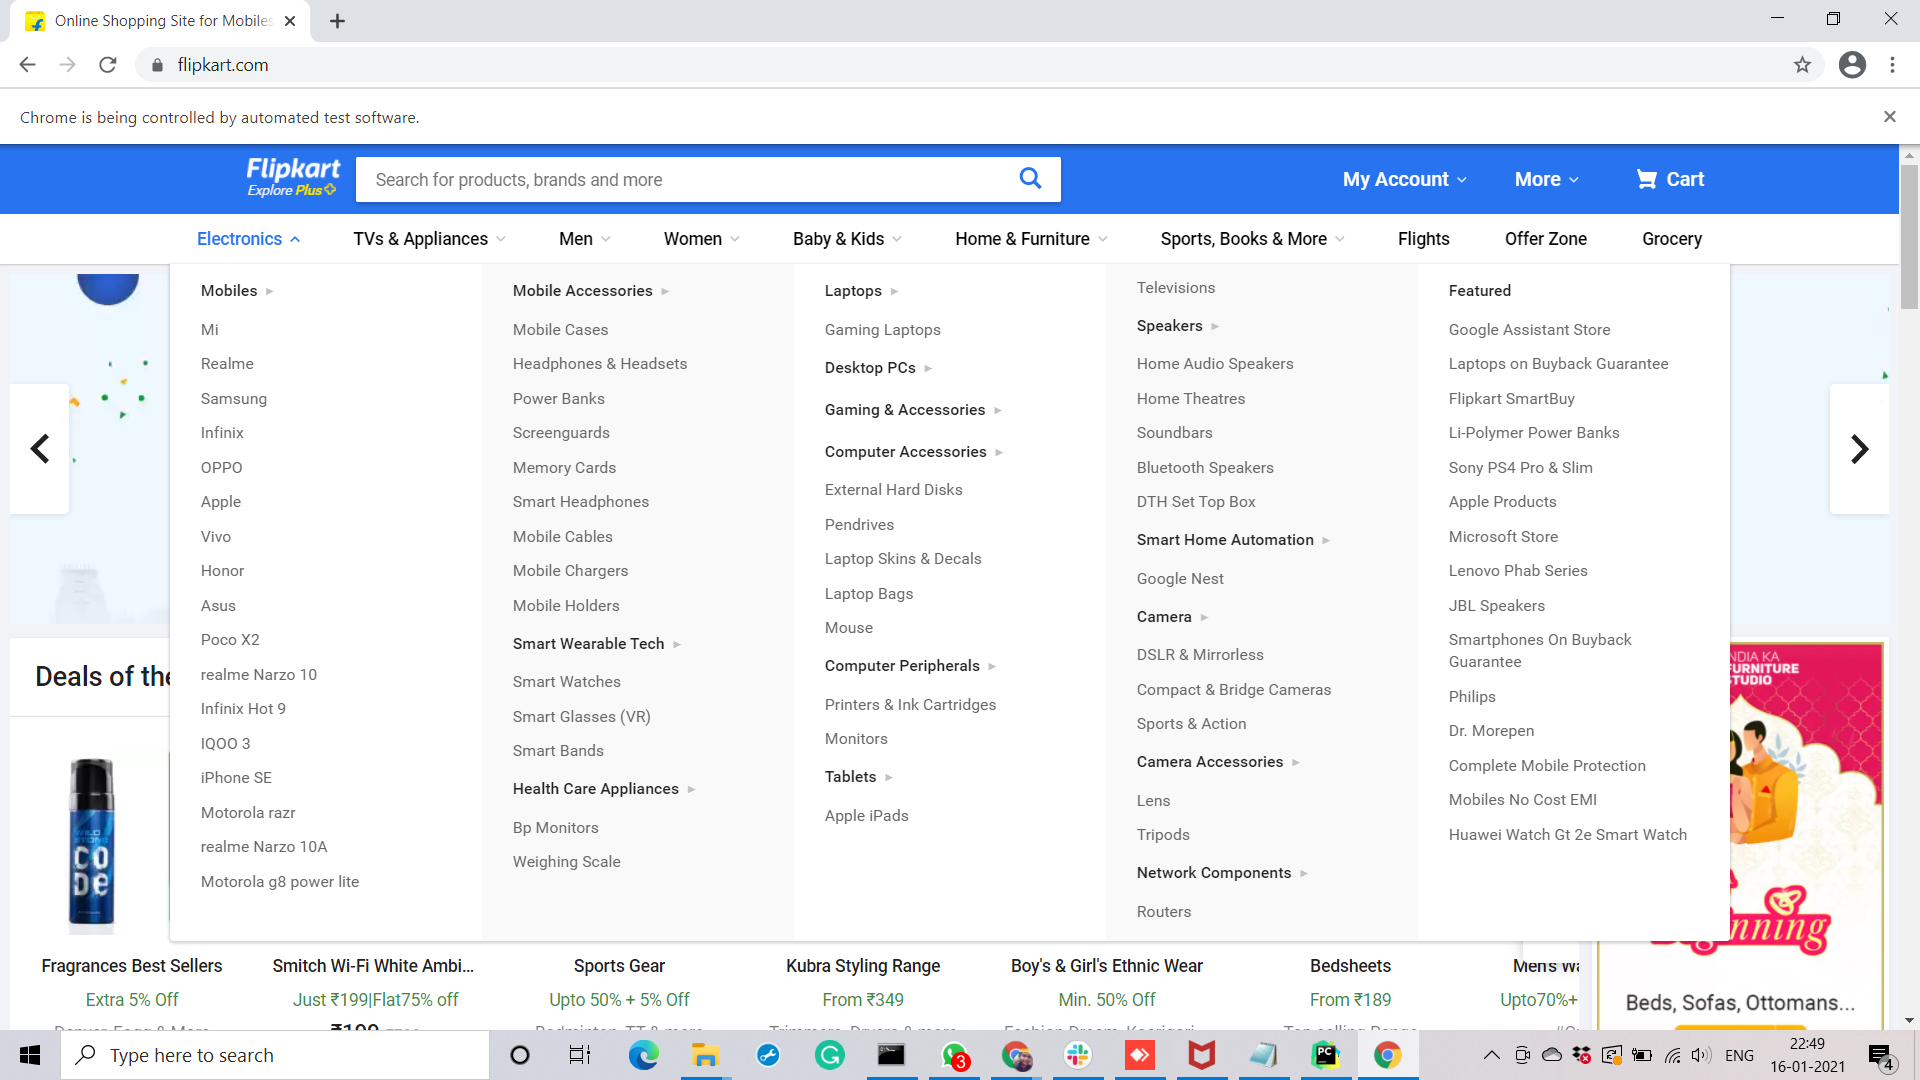 Online Shopping Site for Mobiles
flipkart.com
Chrome is being controlled by automated test software.
Flipkart
Explore Plus
Search for products, brands and more
My Account
More
Cart
Electronics
TVs & Appliances
Men
Women
Baby & Kids
Home & Furniture
Sports, Books & More
Flights
Offer Zone
Grocery
Mobiles
Mi
Realme
Samsung
Infinix
OPPO
Apple
Vivo
Honor
Asus
Poco X2
realme Narzo 10
Infinix Hot 9
IQOO 3
iPhone SE
Motorola razr
realme Narzo 10A
Motorola g8 power lite
Mobile Accessories
Mobile Cases
Headphones & Headsets
Power Banks
Screenguards
Memory Cards
Smart Headphones
Mobile Cables
Mobile Chargers
Mobile Holders
Smart Wearable Tech
Smart Watches
Smart Glasses (VR)
Smart Bands
Health Care Appliances
Bp Monitors
Weighing Scale
Laptops
Gaming Laptops
Desktop PCs
Gaming & Accessories
Computer Accessories
External Hard Disks
Pendrives
Laptop Skins & Decals
Laptop Bags
Mouse
Computer Peripherals
Printers & Ink Cartridges
Monitors
Tablets
Apple iPads
Televisions
Speakers
Home Audio Speakers
Home Theatres
Soundbars
Bluetooth Speakers
DTH Set Top Box
Smart Home Automation
Google Nest
Camera
DSLR & Mirrorless
Compact & Bridge Cameras
Sports & Action
Camera Accessories
Lens
Tripods
Network Components
Routers
Featured
Google Assistant Store
Laptops on Buyback Guarantee
Flipkart SmartBuy
Li-Polymer Power Banks
Sony PS4 Pro & Slim
Apple Products
Microsoft Store
Lenovo Phab Series
JBL Speakers
Smartphones On Buyback
Guarantee
Philips
Dr. Morepen
Complete Mobile Protection
Mobiles No Cost EMI
Huawei Watch Gt 2e Smart Watch
Deals of the
CODE
NDIA KA
URNITURE
STUDIO
nning
Fragrances Best Sellers
Extra 5% Off
Smitch Wi-Fi White Ambi...
Just ₹199|Flat75% off
Sports Gear
Upto 50% + 5% Off
Kubra Styling Range
From ₹349
Boy's & Girl's Ethnic Wear
Min. 50% Off
Bedsheets
From ₹189
Men's Wa
Upto70%+
Beds, Sofas, Ottomans...
Type here to search
3
PC
ENG
22:49
16-01-2021
4